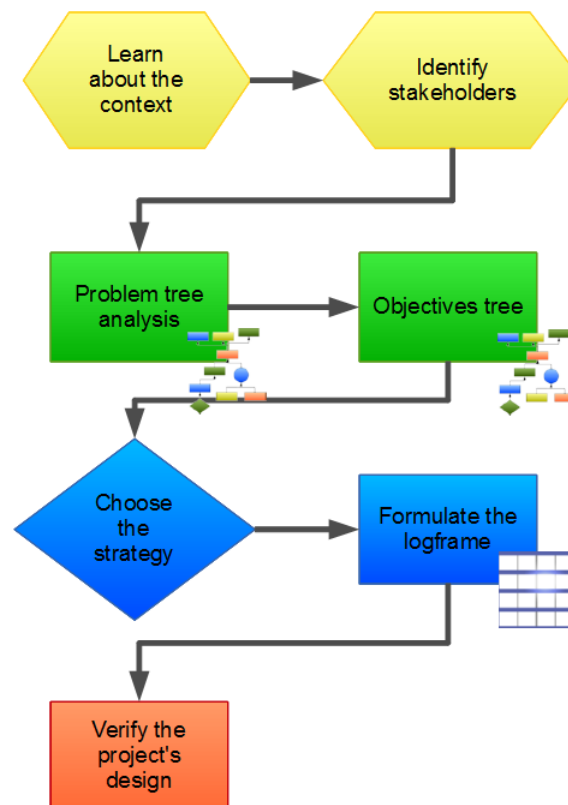 Learn
about the
context
Identify
stakeholders
Problem tree
analysis
Objectives tree
Choose
the
strategy
Formulate the
logframe
Verify the
project's
design